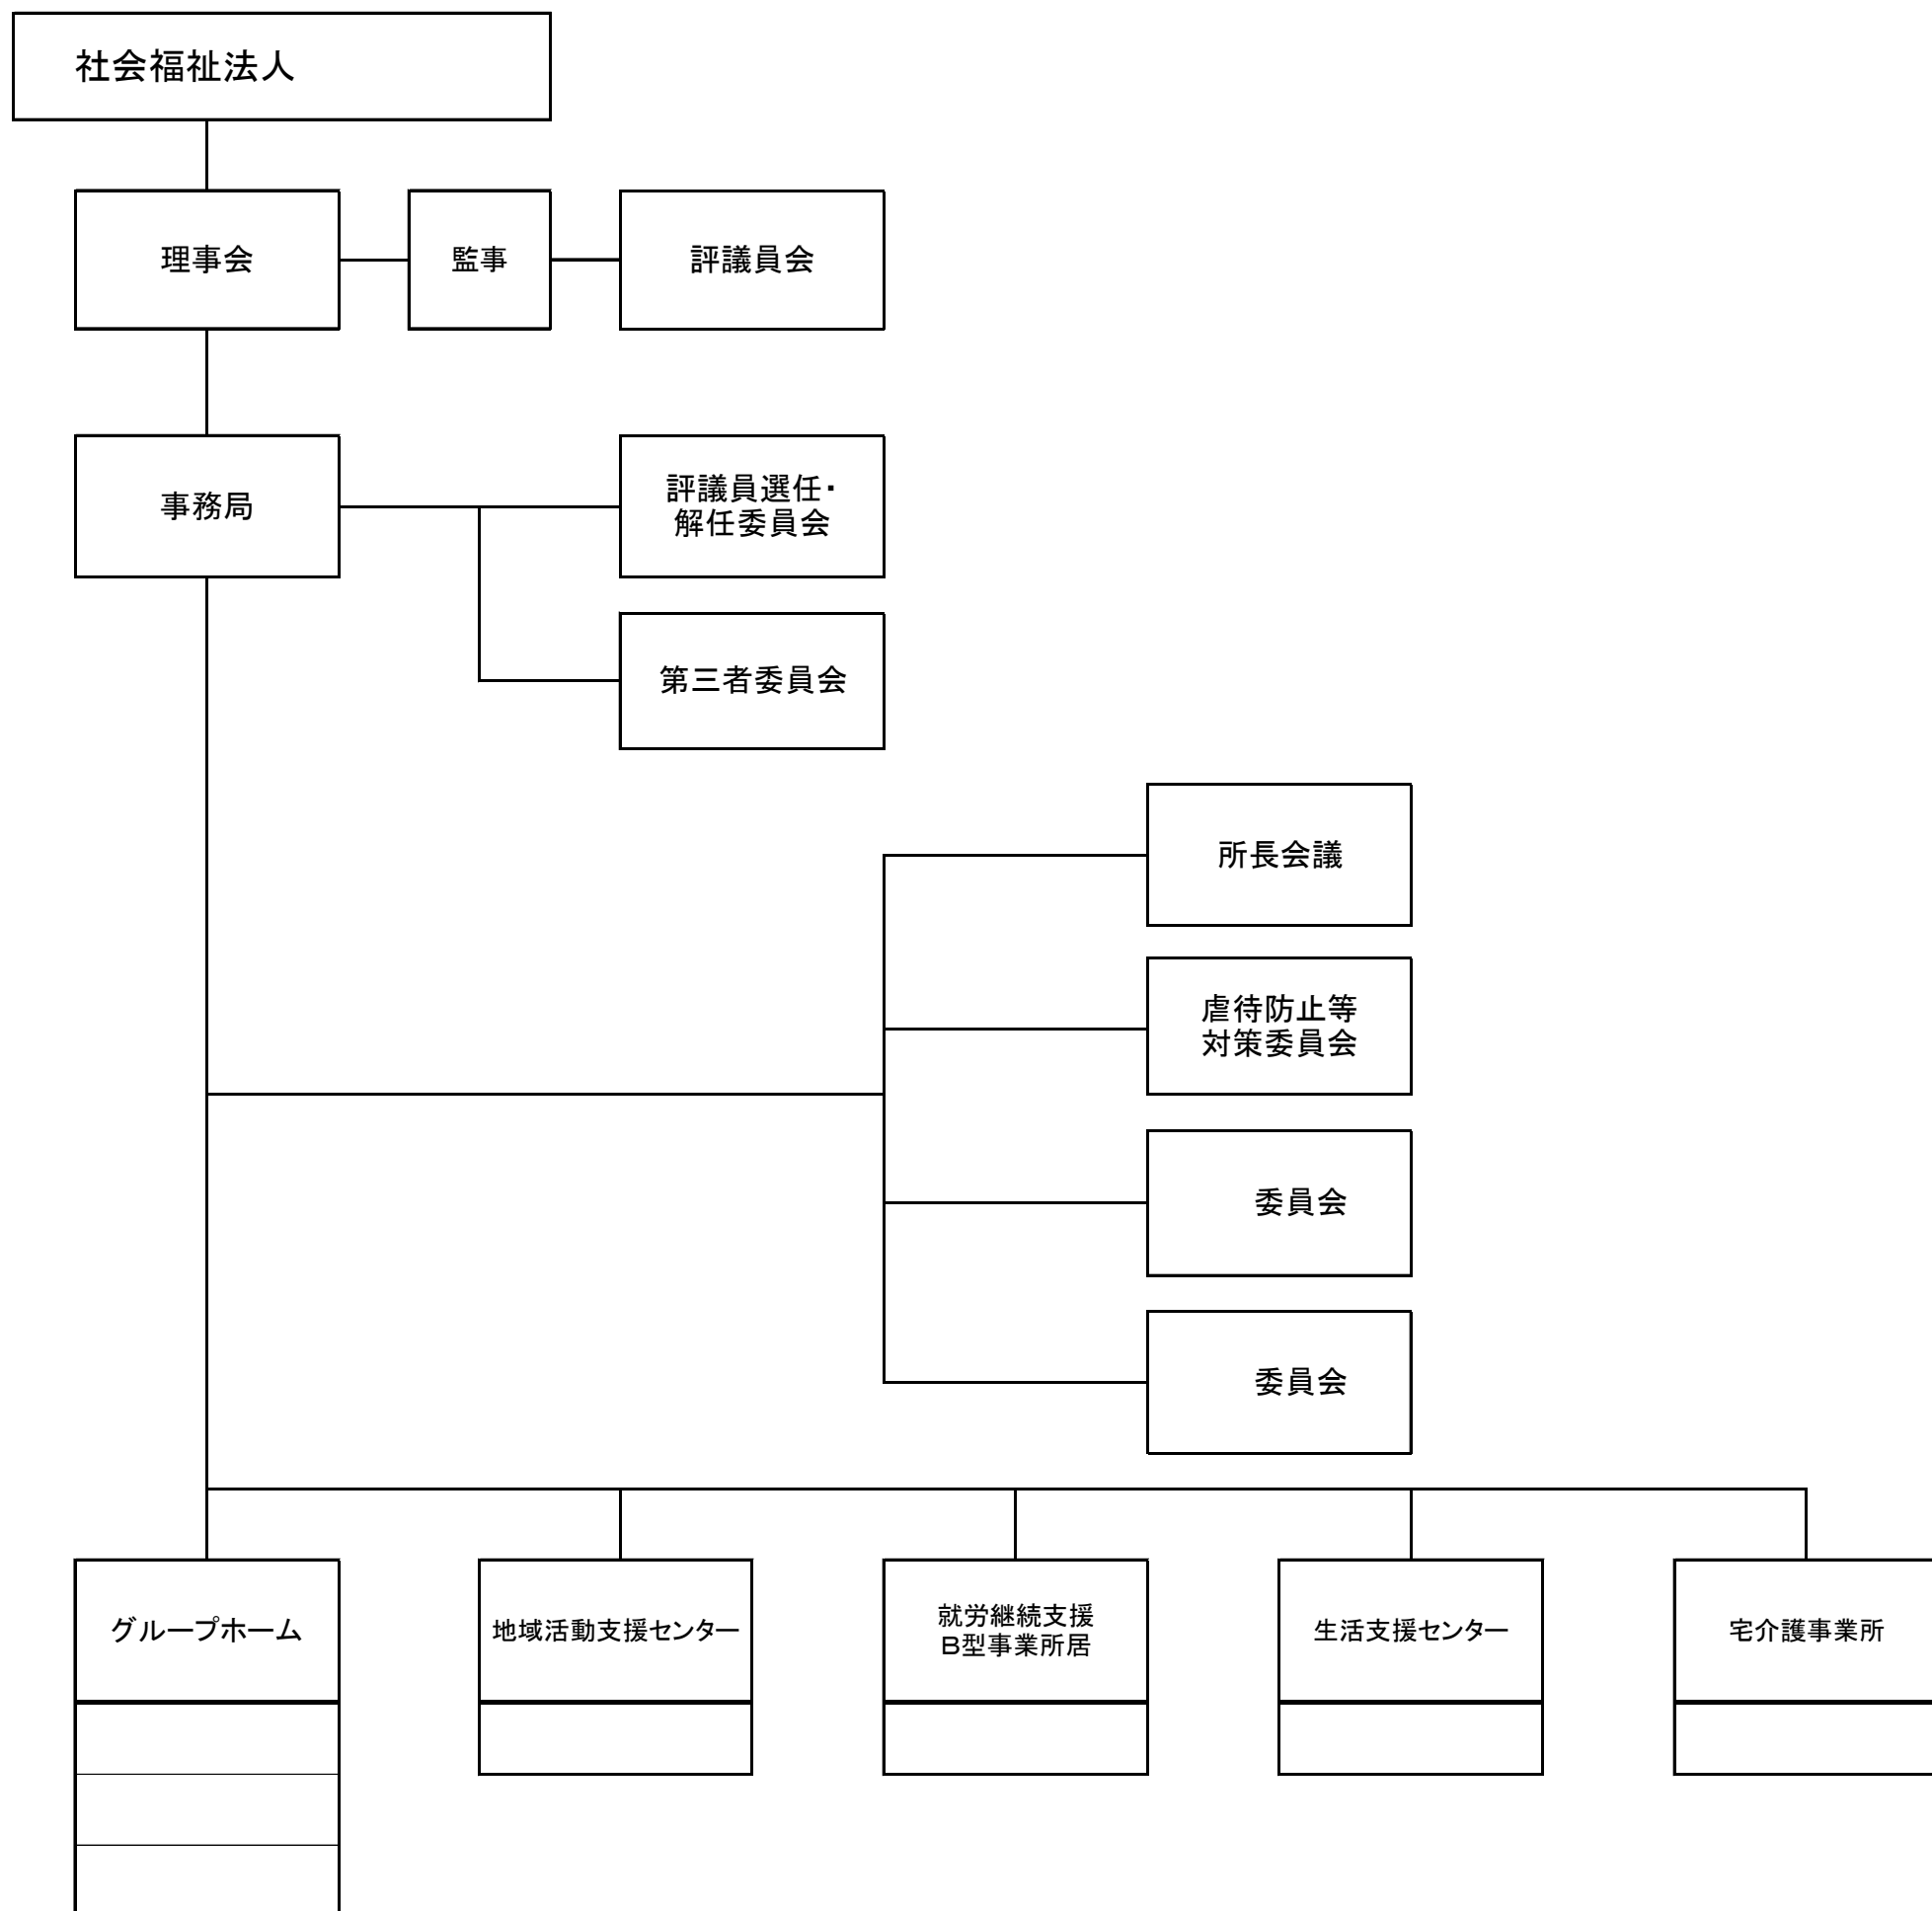 社会福祉法人
理事会
監事
評議員会
事務局
評議員選任・
解任委員会
第三者委員会
所長会議
虐待防止等
対策委員会
委員会
委員会
グループホーム
地域活動支援センター
就労継続支援
B型事業所居
生活支援センター
宅介護事業所